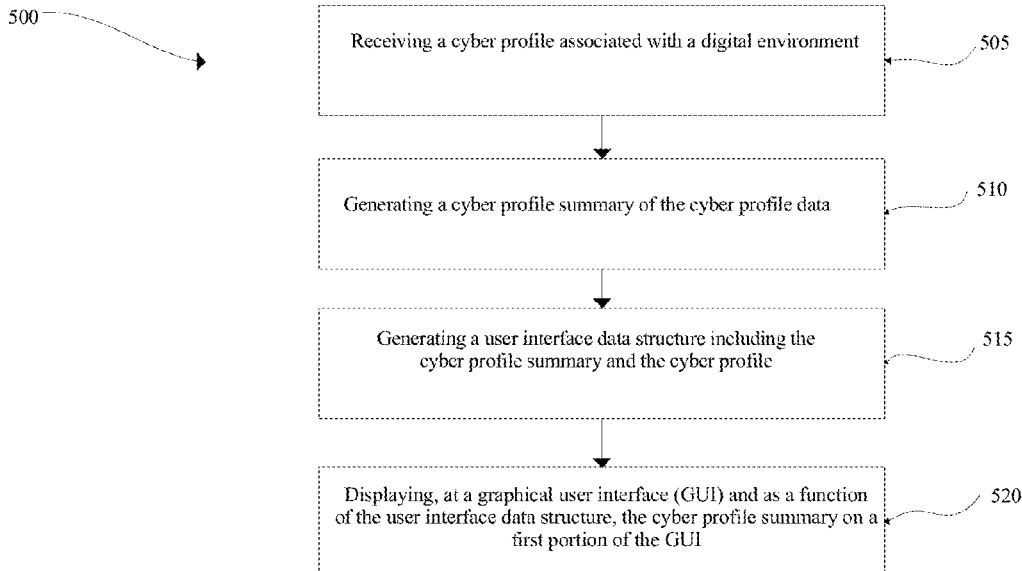 500
Receiving a cyber profile associated with a digital environment
505
Generating a cyber profile summary of the cyber profile data
510
Generating a user interface data structure including the
cyber profile summary and the cyber profile
515
Displaying, at a graphical user interface (GUI) and as a function
of the user interface data structure, the cyber profile summary on a
first portion of the GUI
520